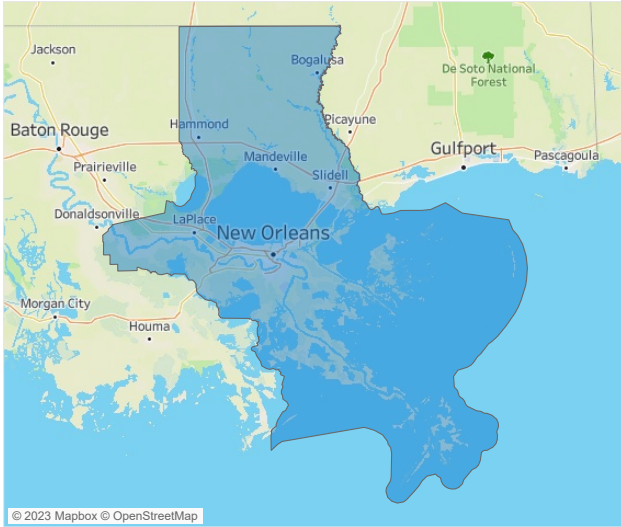 Jackson
Bogalusa
De Soto National
Forest
Picayune
Hammond
Baton Rouge
Gulfport
Mandeville
Pascagoula
Prairieville
Slidell
Donaldsonville
LaPlace
New Orleans
Morgan City
Houma
© 2023 Mapbox © OpenStreetMap